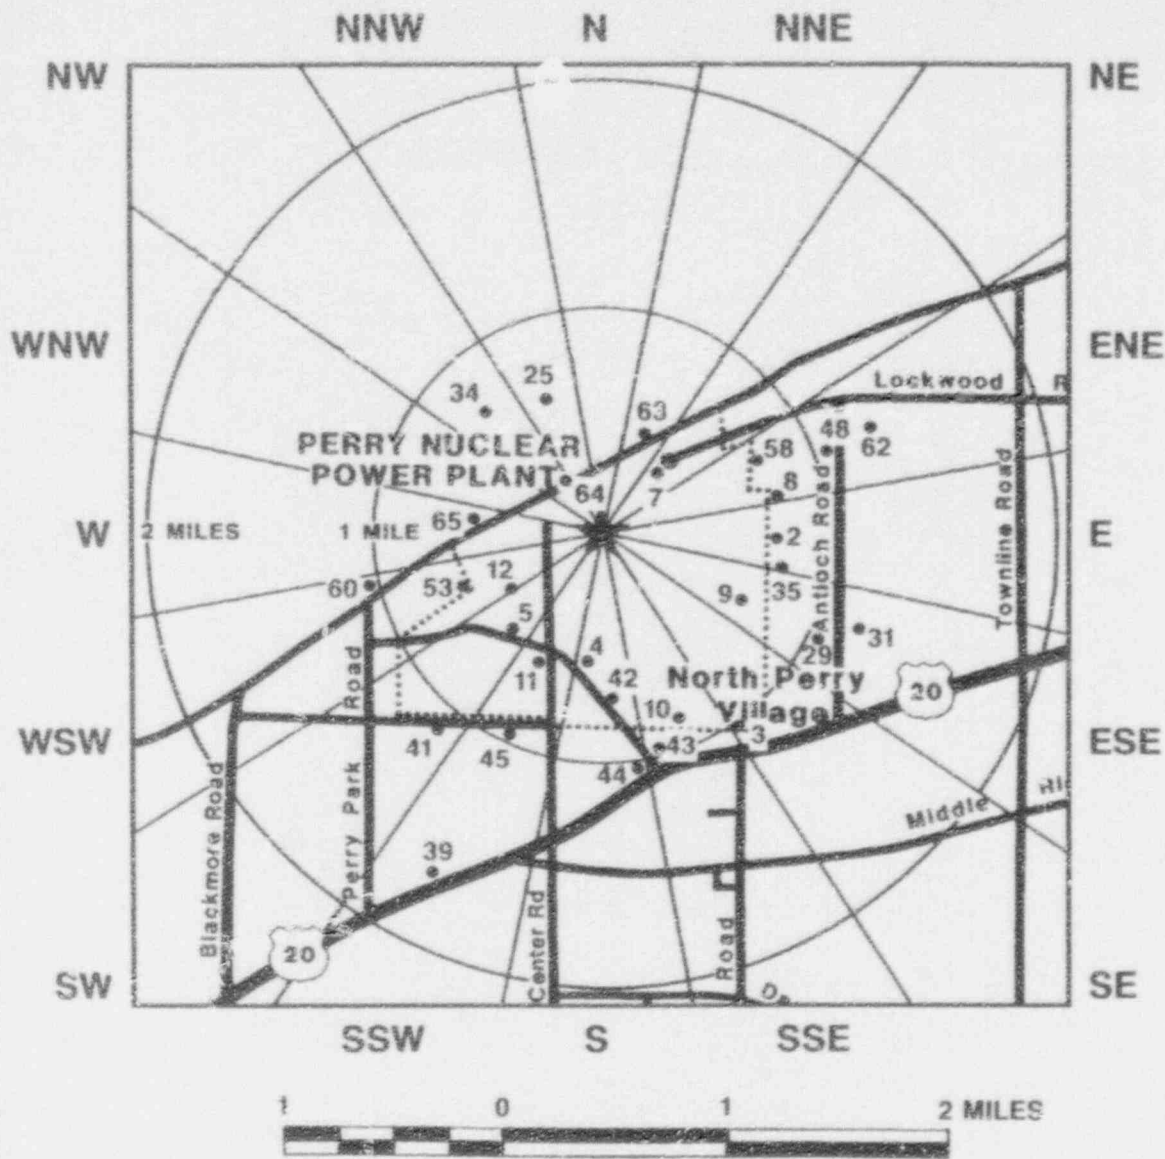 NNW N NNE
NW NE
WNW ENE
Lockwood R
25
34
63
PERRY NUCLEAR
POWER PLANT
48
62
58
64
7
8
65
W 2 MILES 1 MILE E
2
60
53
12
35
9
5
4
29
31
11
42
North Perry
Village
20
10
WSW ESE
41
45
43
3
44
Antioch Road
Townline Road
Blackmore Road
Perry Park Road
Center Rd
Road
Middle
39
20
SW SE
SSW S SSE
1 0 1 2 MILES